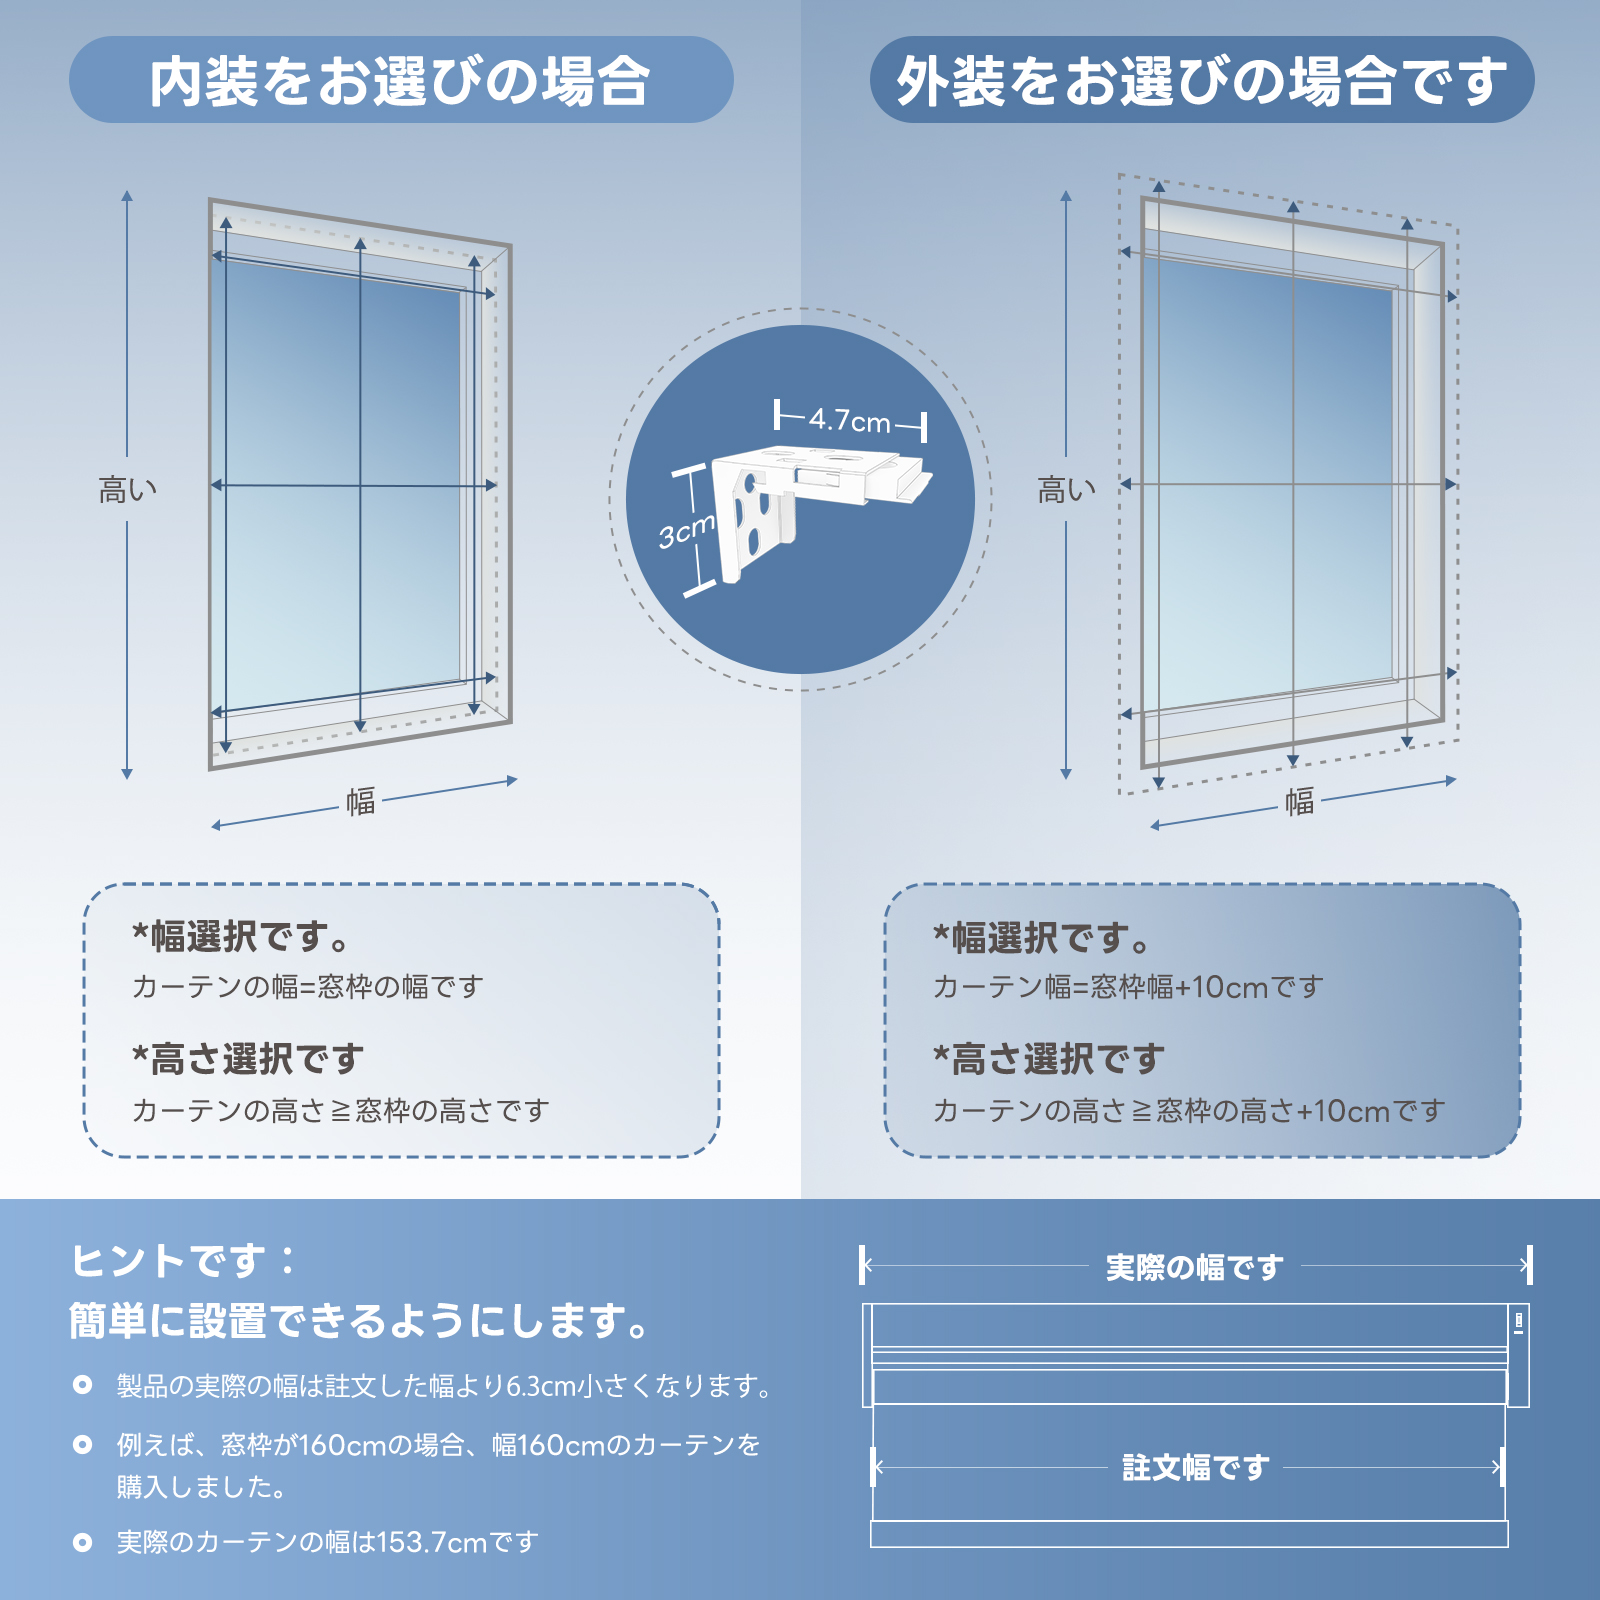 内装をお選びの場合
外装をお選びの場合です
高い
幅
4.7cm
3cm
高い
幅
*幅選択です。
カーテンの幅=窓枠の幅です
*高さ選択です
カーテンの高さ≧窓枠の高さです
*幅選択です。
カーテン幅=窓枠幅+10cmです
*高さ選択です
カーテンの高さ≧窓枠の高さ+10cmです
ヒントです：
簡単に設置できるようにします。
製品の実際の幅は註文した幅より6.3cm小さくなります。
例えば、窓枠が160cmの場合、幅160cmのカーテンを
購入しました。
実際のカーテンの幅は153.7cmです
実際の幅です
註文幅です